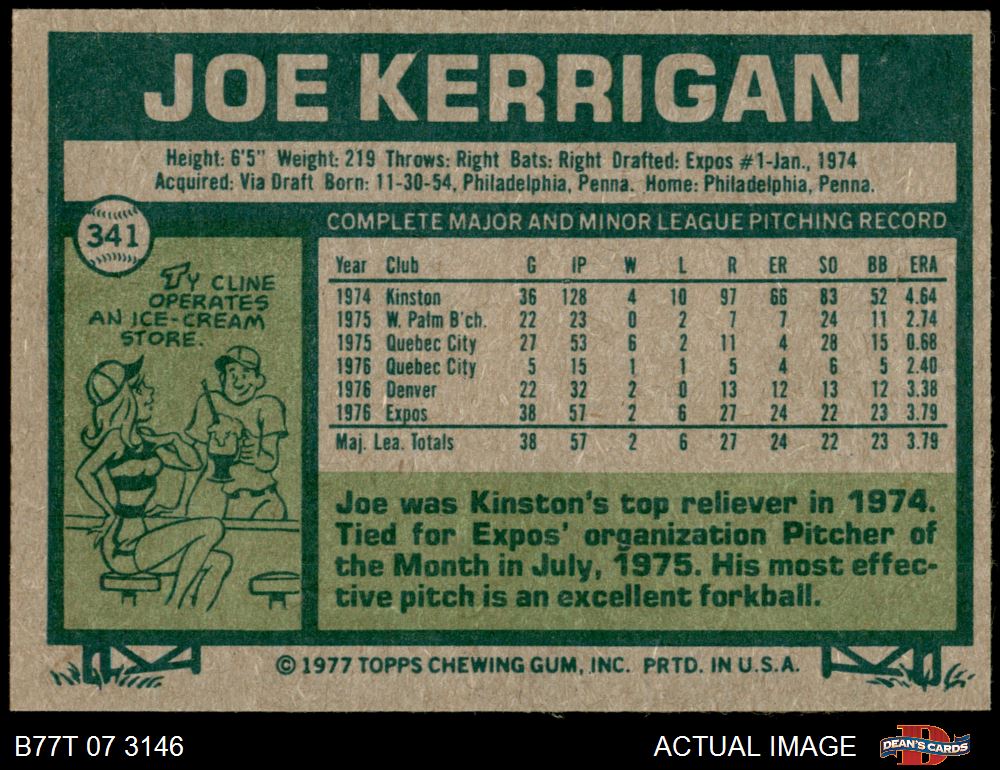 JOE KERRIGAN
Height: 6'5" Weight: 219 Throws: Right Bats: Right Drafted: Expos #1-Jan., 1974
Acquired: Via Draft Born: 11-30-54, Philadelphia, Penna. Home: Philadelphia, Penna.
341
TY CLINE
OPERATES
AN ICE-CREAM
STORE.
COMPLETE MAJOR AND MINOR LEAGUE PITCHING RECORD
Year Club G IP W L R ER SO BB ERA
1974 Kinston 36 128 4 10 97 66 83 52 4.64
1975 W. Palm B'ch. 22 23 0 2 7 7 24 11 2.74
1975 Quebec City 27 53 6 2 11 4 28 15 0.68
1976 Quebec City 5 15 1 1 5 4 6 5 2.40
1976 Denver 22 32 2 0 13 12 13 12 3.38
1976 Expos 38 57 2 6 27 24 22 23 3.79
Maj. Lea. Totals 38 57 2 6 27 24 22 23 3.79
Joe was Kinston's top reliever in 1974.
Tied for Expos' organization Pitcher of
the Month in July, 1975. His most effec-
tive pitch is an excellent forkball.
© 1977 TOPPS CHEWING GUM, INC. PRTD. IN U.S.A.
B77T 07 3146
ACTUAL IMAGE
D
DEAN'S CARDS